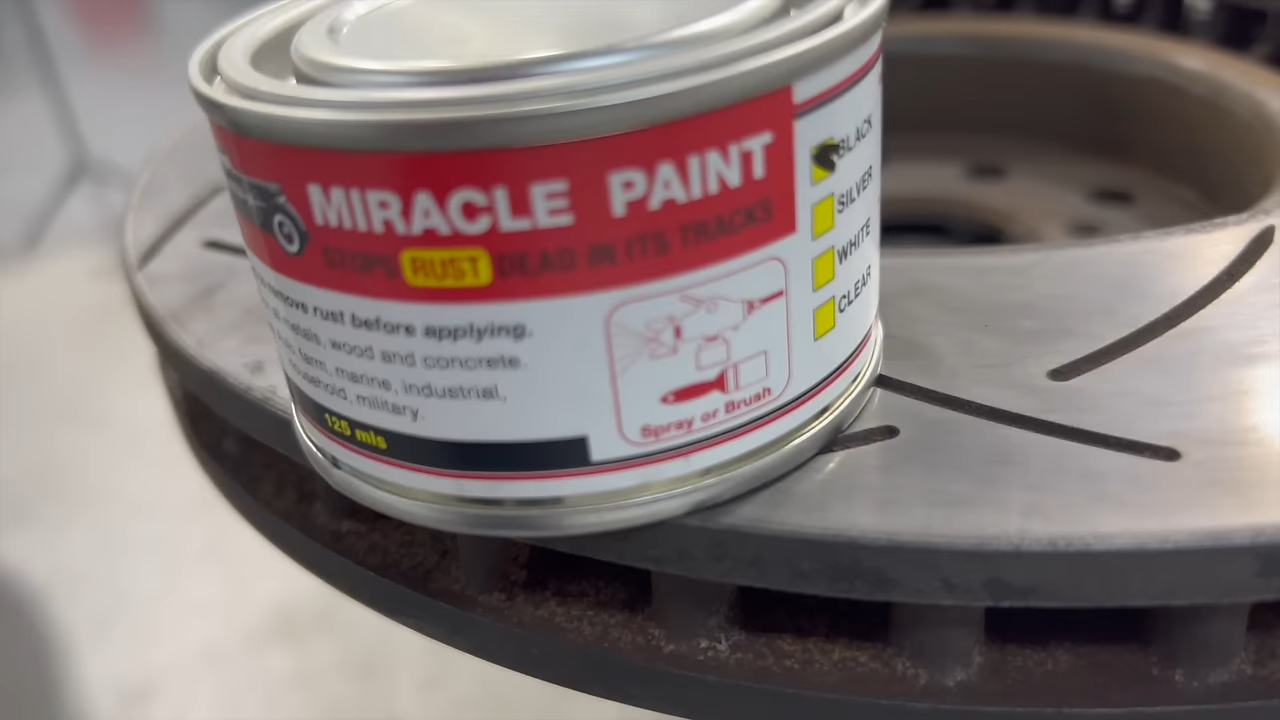 MIRACLE PAINT
STOPS RUST DEAD IN ITS TRACKS
remove rust before applying.
metals, wood and concrete.
farm, marine, industrial,
household, military.
125 mls
Spray or Brush
BLACK
SILVER
WHITE
CLEAR